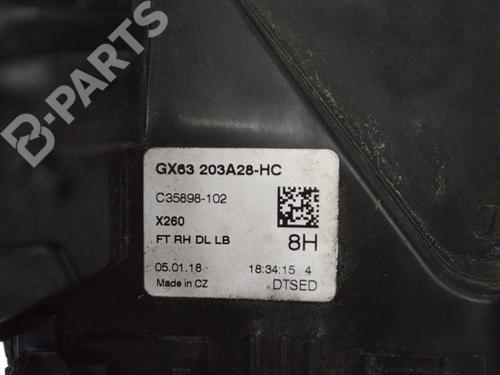 B-PARTS
GX63 203A28-HC
C35898-102
X260
FT RH DL LB 8H
05.01.18 18:34:15 4
Made in CZ DTSED